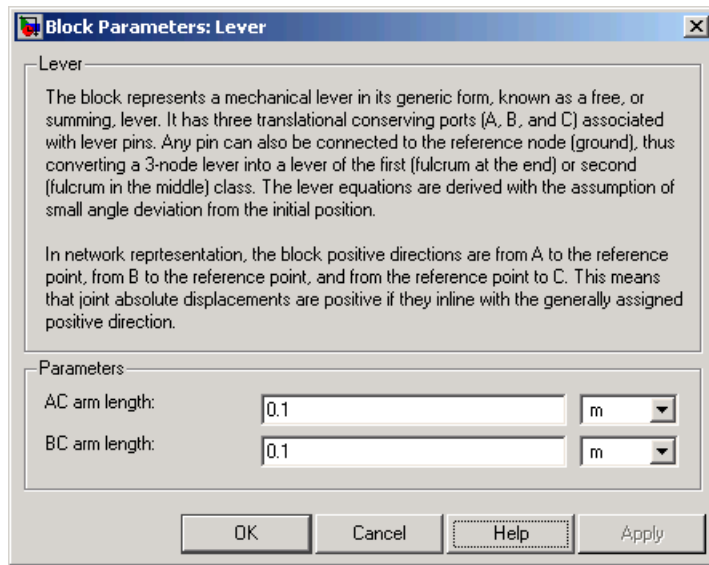 Block Parameters: Lever
Lever
The block represents a mechanical lever in its generic form, known as a free, or
summing, lever. It has three translational conserving ports (A, B, and C) associated
with lever pins. Any pin can also be connected to the reference node (ground), thus
converting a 3-node lever into a lever of the first (fulcrum at the end) or second
(fulcrum in the middle) class. The lever equations are derived with the assumption of
small angle deviation from the initial position.
In network reprtesentation, the block positive directions are from A to the reference
point, from B to the reference point, and from the reference point to C. This means
that joint absolute displacements are positive if they inline with the generally assigned
positive direction.
Parameters
AC arm length: 0.1 m
BC arm length: 0.1 m
OK Cancel Help Apply